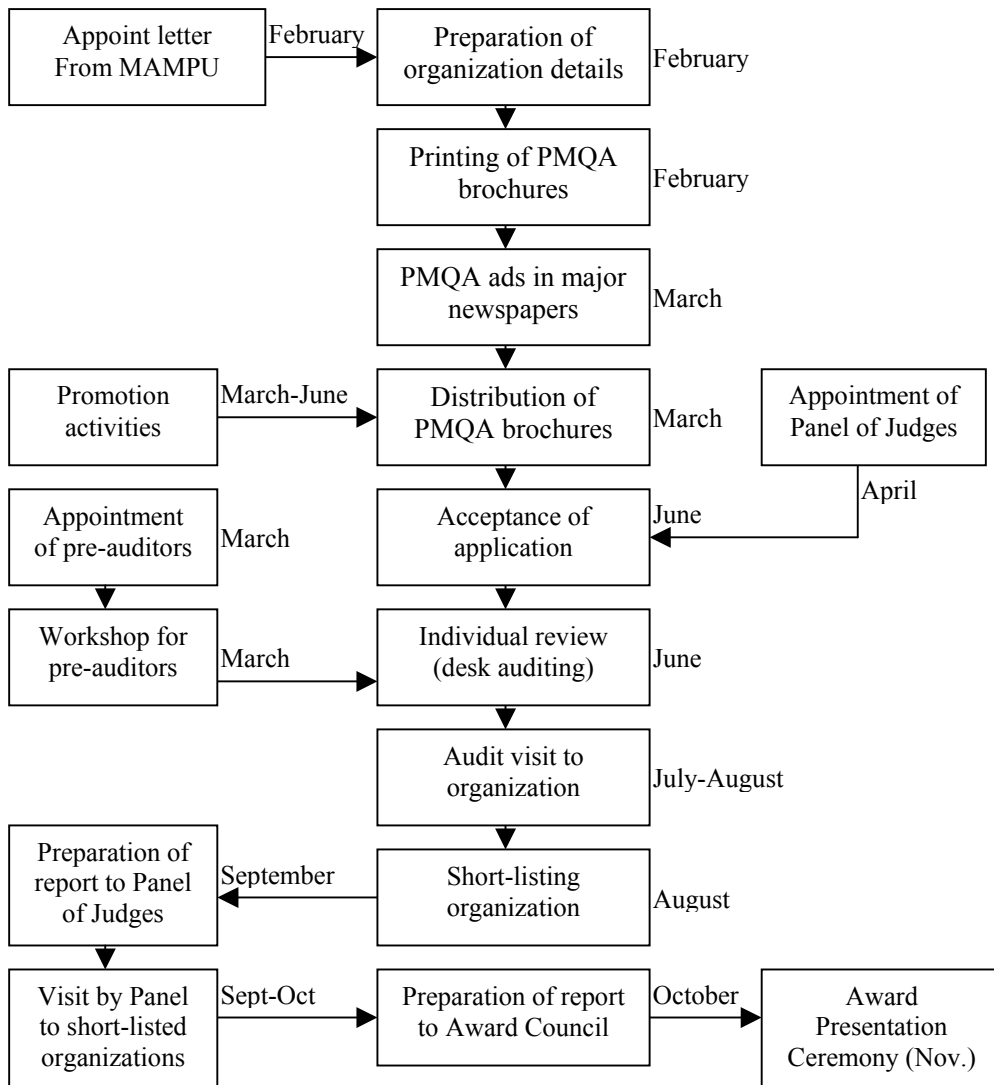 Appoint letter
From MAMPU
February
Preparation of
organization details
February
Printing of PMQA
brochures
February
PMQA ads in major
newspapers
March
Promotion
activities
March-June
Distribution of
PMQA brochures
March
Appointment of
Panel of Judges
April
Appointment
of pre-auditors
March
Acceptance of
application
June
Workshop for
pre-auditors
March
Individual review
(desk auditing)
June
Audit visit to
organization
July-August
Preparation of
report to Panel
of Judges
September
Short-listing
organization
August
Visit by Panel
to short-listed
organizations
Sept-Oct
Preparation of report
to Award Council
October
Award
Presentation
Ceremony (Nov.)